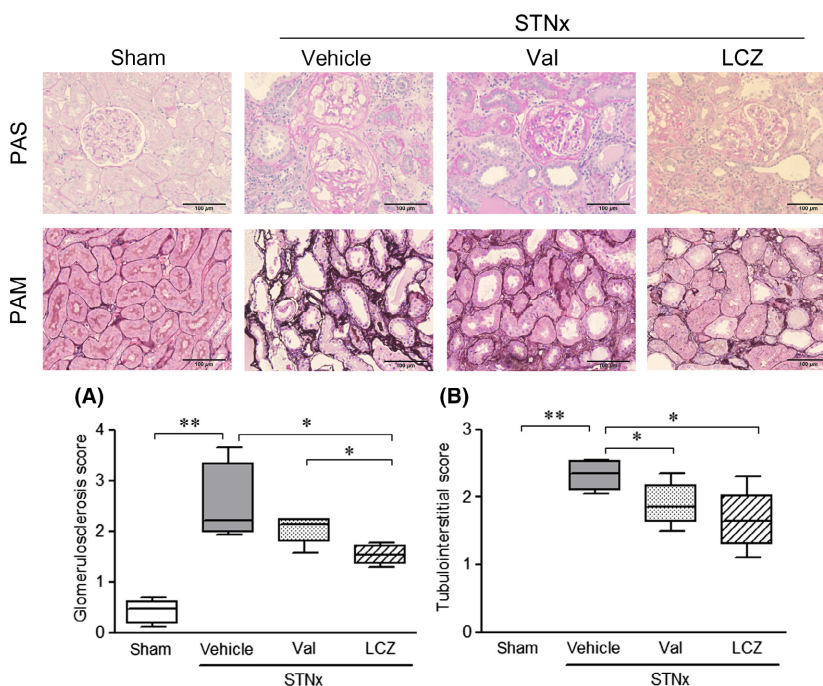 STNx
Sham Vehicle Val LCZ
PAS
100 µm 100 µm 100 µm 100 µm
PAM
100 µm 100 µm 100 µm 100 µm
(A)
Glomerulosclerosis score
4
3
2
1
0
** * *
Sham Vehicle Val LCZ
STNx
(B)
Tubulointerstitial score
3
2
1
0
** * *
Sham Vehicle Val LCZ
STNx